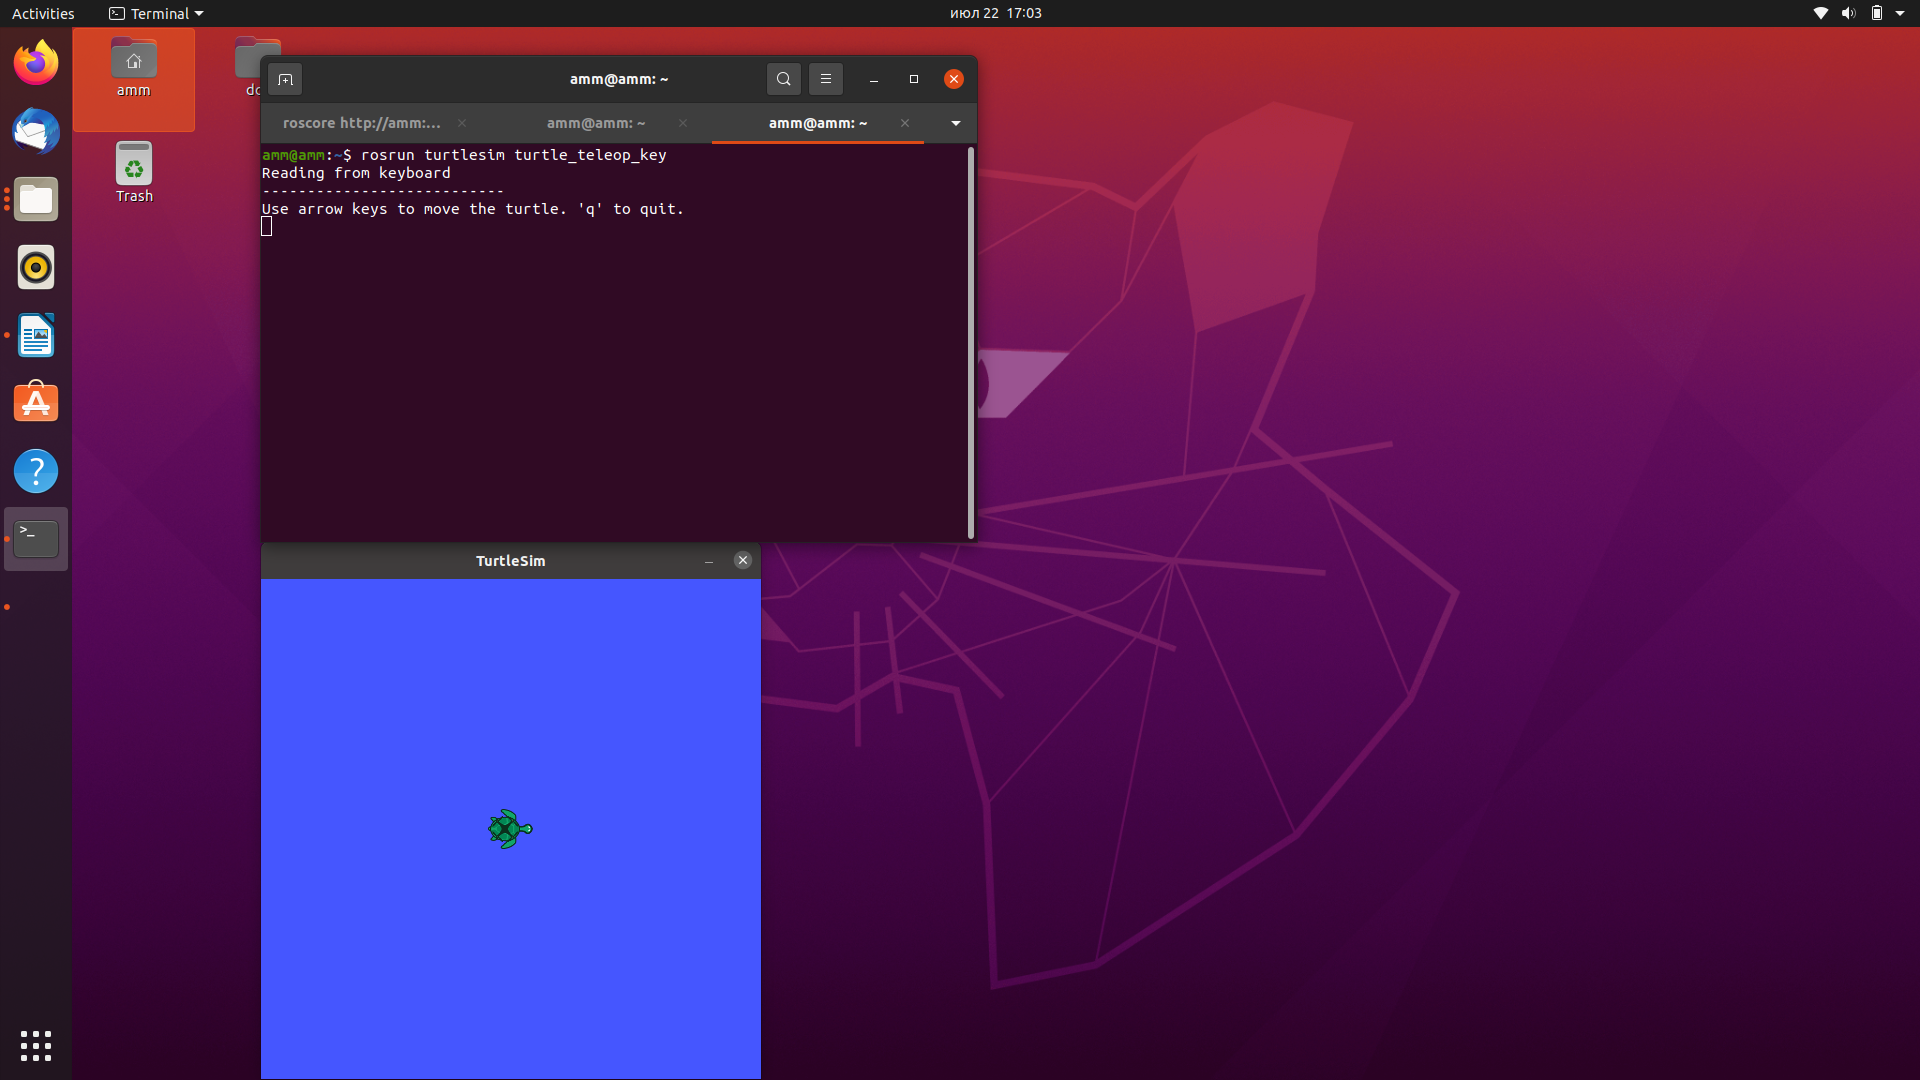 Activities
Terminal
июл 22 17:03
amm
Trash
amm@amm: ~
roscore http://amm:...
amm@amm: ~
amm@amm: ~
amm@amm:~$ rosrun turtlesim turtle_teleop_key
Reading from keyboard
---------------------------
Use arrow keys to move the turtle. 'q' to quit.
TurtleSim